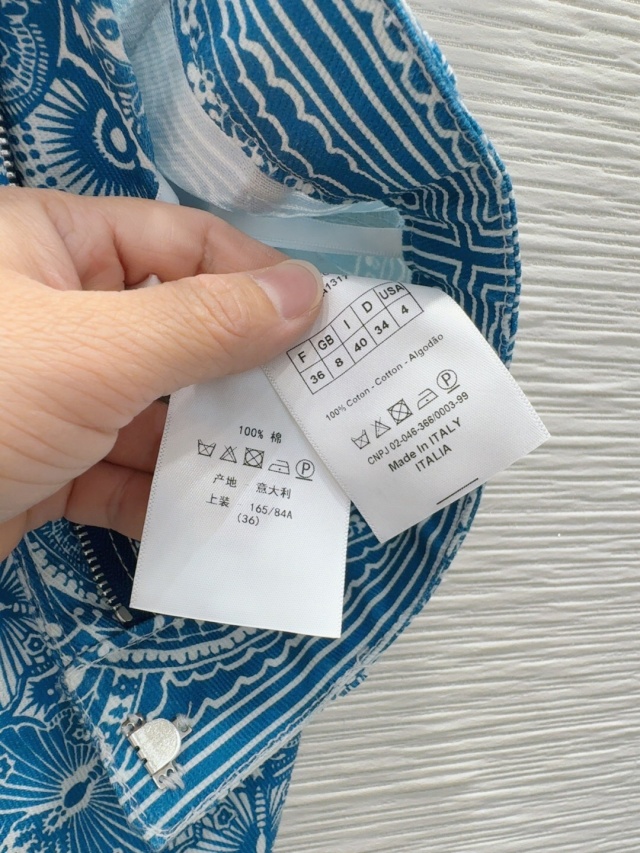 F GB I D USA
36 8 40 34 4
100% Coton - Cotton - Algodão
P
CNPJ 02-046-366/0003-99
Made In ITALY
ITALIA
100% 棉
P
产地 意大利
上装 165/84A
(36)